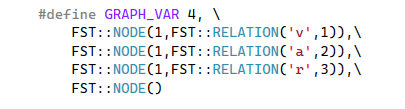 #define GRAPH_VAR 4, \
FST::NODE(1,FST::RELATION('v',1)),\
FST::NODE(1,FST::RELATION('a',2)),\
FST::NODE(1,FST::RELATION('r',3)),\
FST::NODE()